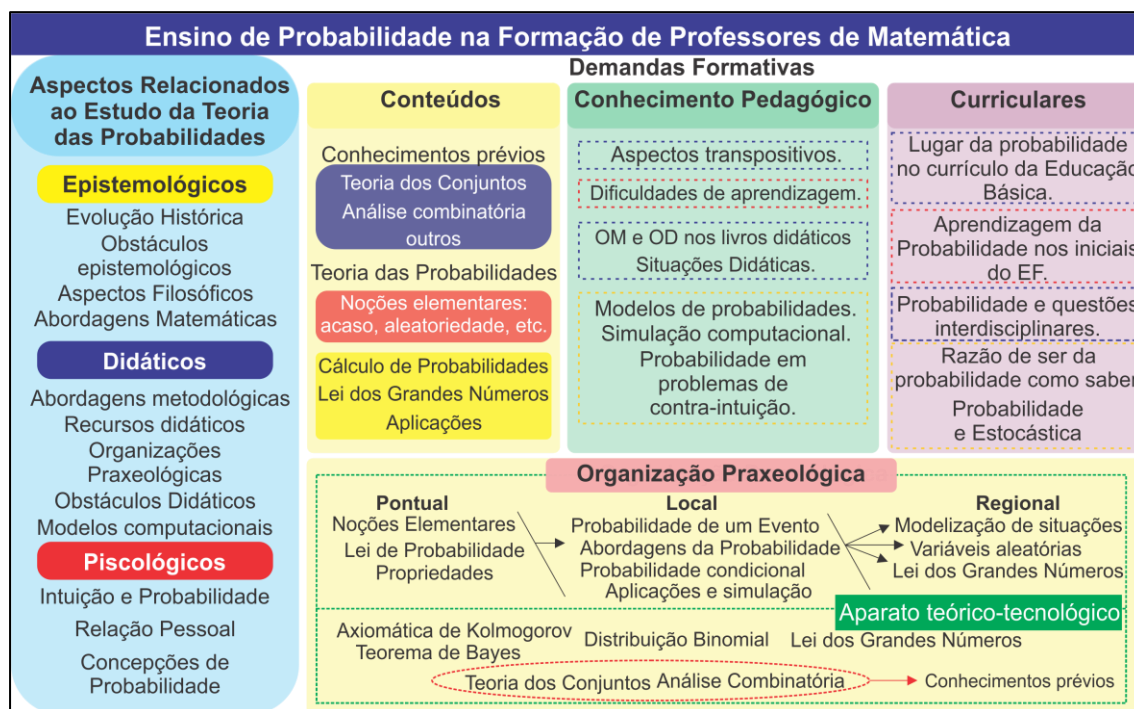 Ensino de Probabilidade na Formação de Professores de Matemática
Aspectos Relacionados
ao Estudo da Teoria
das Probabilidades
Epistemológicos
Evolução Histórica
Obstáculos
epistemológicos
Aspectos Filosóficos
Abordagens Matemáticas
Didáticos
Abordagens metodológicas
Recursos didáticos
Organizações
Praxeológicas
Obstáculos Didáticos
Modelos computacionais
Piscológicos
Intuição e Probabilidade
Relação Pessoal
Concepções de
Probabilidade
Demandas Formativas
Conteúdos
Conhecimentos prévios
Teoria dos Conjuntos
Análise combinatória
outros
Teoria das Probabilidades
Noções elementares:
acaso, aleatoriedade, etc.
Cálculo de Probabilidades
Lei dos Grandes Números
Aplicações
Conhecimento Pedagógico
Aspectos transpositivos.
Dificuldades de aprendizagem.
OM e OD nos livros didáticos
Situações Didáticas.
Modelos de probabilidades.
Simulação computacional.
Probabilidade em
problemas de
contra-intuição.
Curriculares
Lugar da probabilidade
no currículo da Educação
Básica.
Aprendizagem da
Probabilidade nos iniciais
do EF.
Probabilidade e questões
interdisciplinares.
Razão de ser da
probabilidade como saber
Probabilidade
e Estocástica
Organização Praxeológica
Pontual
Noções Elementares
Lei de Probabilidade
Propriedades
Local
Probabilidade de um Evento
Abordagens da Probabilidade
Probabilidade condicional
Aplicações e simulação
Regional
Modelização de situações
Variáveis aleatórias
Lei dos Grandes Números
Aparato teórico-tecnológico
Axiomática de Kolmogorov
Teorema de Bayes
Distribuição Binomial
Lei dos Grandes Números
Teoria dos Conjuntos Análise Combinatória
Conhecimentos prévios